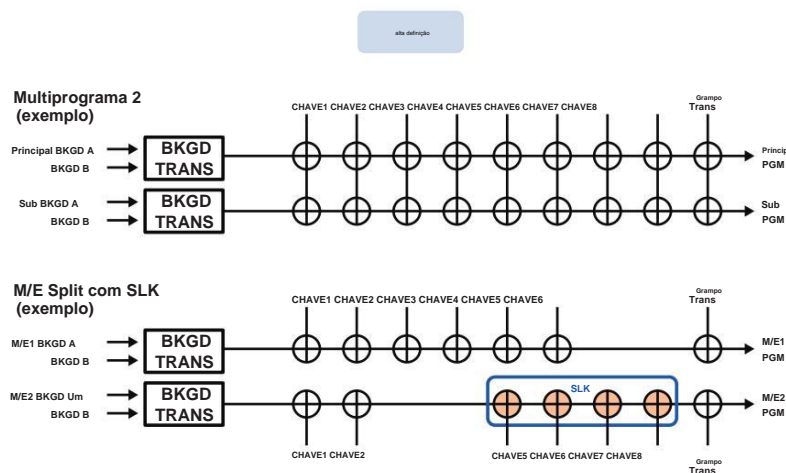 alta definição
Multiprograma 2
(exemplo)
CHAVE1 CHAVE2 CHAVE3 CHAVE4 CHAVE5 CHAVE6 CHAVE7 CHAVE8
Grampo
Trans
Principal BKGD A
BKGD B
BKGD
TRANS
Princip
PGM
Sub BKGD A
BKGD B
BKGD
TRANS
Sub
PGM
M/E Split com SLK
(exemplo)
CHAVE1 CHAVE2 CHAVE3 CHAVE4 CHAVE5 CHAVE6
Grampo
Trans
M/E1 BKGD A
BKGD B
BKGD
TRANS
M/E1
PGM
M/E2 BKGD Um
BKGD B
BKGD
TRANS
SLK
M/E2
PGM
CHAVE1 CHAVE2
CHAVE5 CHAVE6 CHAVE7 CHAVE8
Grampo
Trans